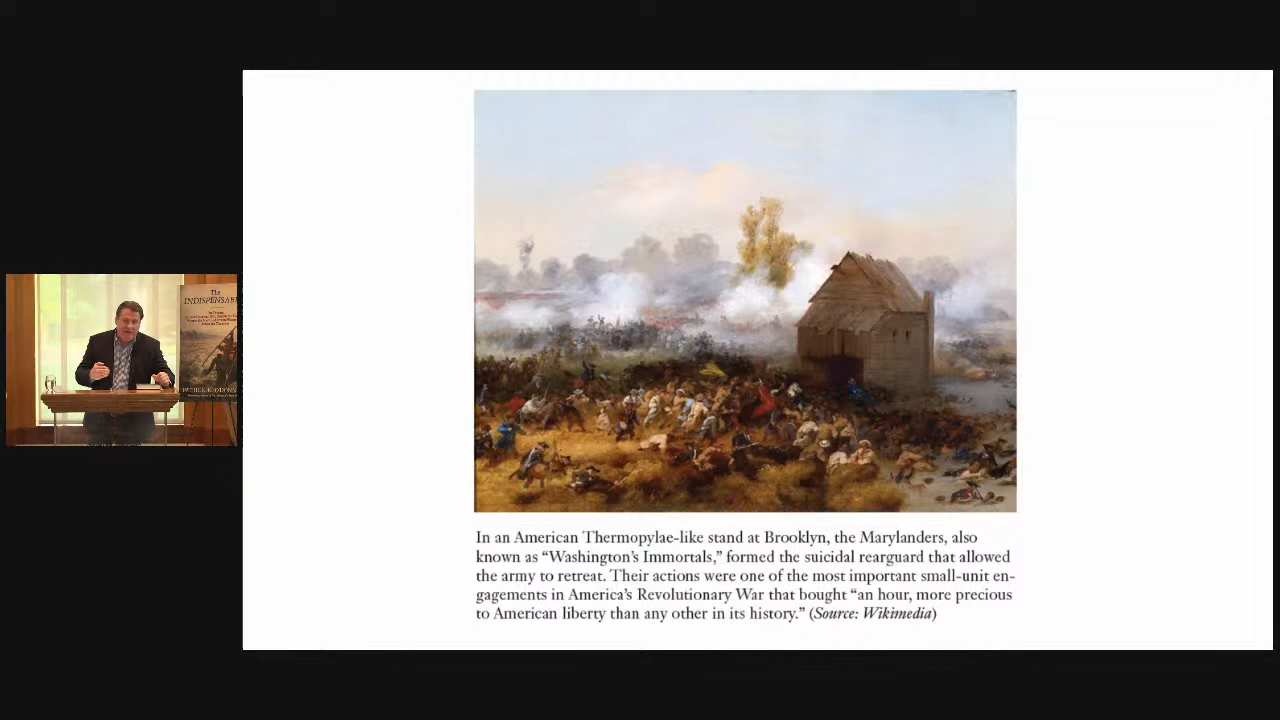 The
INDISPENSAB
In an American Thermopylae-like stand at Brooklyn, the Marylanders, also
known as “Washington’s Immortals,” formed the suicidal rearguard that allowed
the army to retreat. Their actions were one of the most important small-unit en-
gagements in America’s Revolutionary War that bought “an hour, more precious
to American liberty than any other in its history.” (Source: Wikimedia)